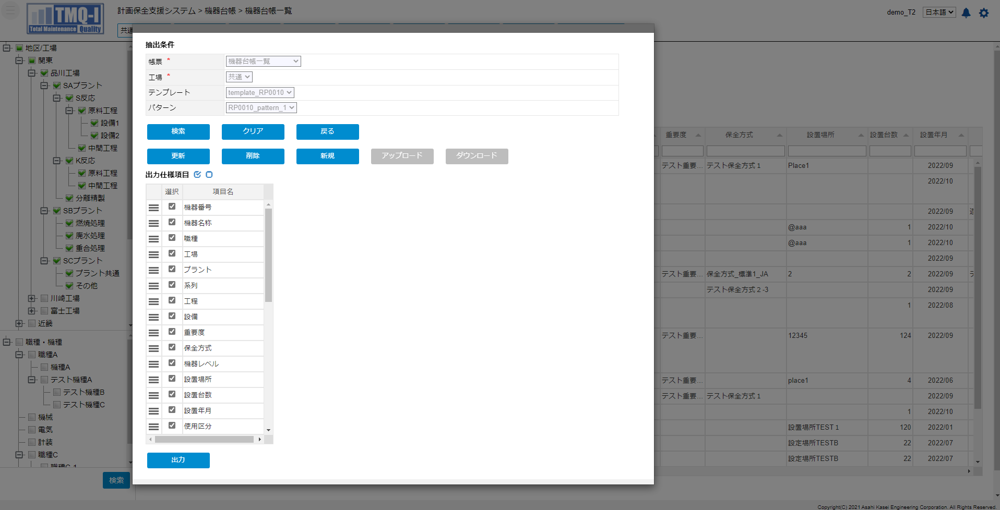 TMQ-I
Total Maintenance Quality
計画保全支援システム > 機器台帳 > 機器台帳一覧
demo_T2
日本語
共通
地区/工場
関東
品川工場
SAプラント
S反応
原料工程
設備1
設備2
中間工程
K反応
原料工程
中間工程
分離精製
SBプラント
燃焼処理
廃水処理
重合処理
SCプラント
プラント共通
その他
川崎工場
富士工場
近畿
職種・機種
職種A
機種A
テスト機種A
テスト機種B
テスト機種C
機械
電気
計装
職種C
職種C-1
検索
抽出条件
帳票 * 機器台帳一覧
工場 * 共通
テンプレート template_RP0010
パターン RP0010_pattern_1
検索 クリア 戻る
更新 削除 新規 アップロード ダウンロード
出力仕様項目
選択 項目名
機器番号
機器名称
職種
工場
プラント
系列
工程
設備
重要度
保全方式
機器レベル
設置場所
設置台数
設置年月
使用区分
出力
重要度 保全方式 設置場所 設置台数 設置年月
テスト重要... テスト保全方式１ Place1 2022/09
2022/10
2022/09
@aaa 1 2022/10
@aaa 1 2022/10
2022/09
テスト重要... 保全方式_標準1_JA 2 2 2022/09
テスト保全方式２-3 2022/09
1 2022/08
テスト重要... 12345 124 2022/09
テスト重要... place1 4 2022/06
テスト重要... テスト保全方式１ 2022/09
1 2022/10
設置場所TEST１ 120 2022/01
設定場所TESTB 22 2022/07
設定場所TESTB 22 2022/07
Copyright(C) 2021 Asahi Kasei Engineering Corporation. All Rights Reserved.